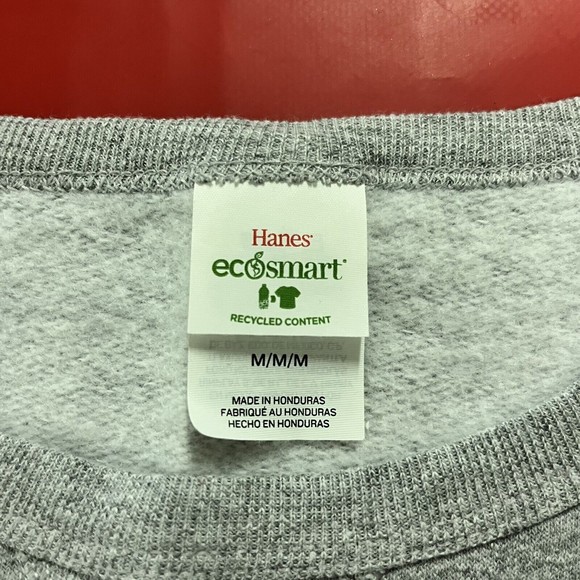 Hanes
ecosmart
RECYCLED CONTENT
M/M/M
MADE IN HONDURAS
FABRIQUÉ AU HONDURAS
HECHO EN HONDURAS